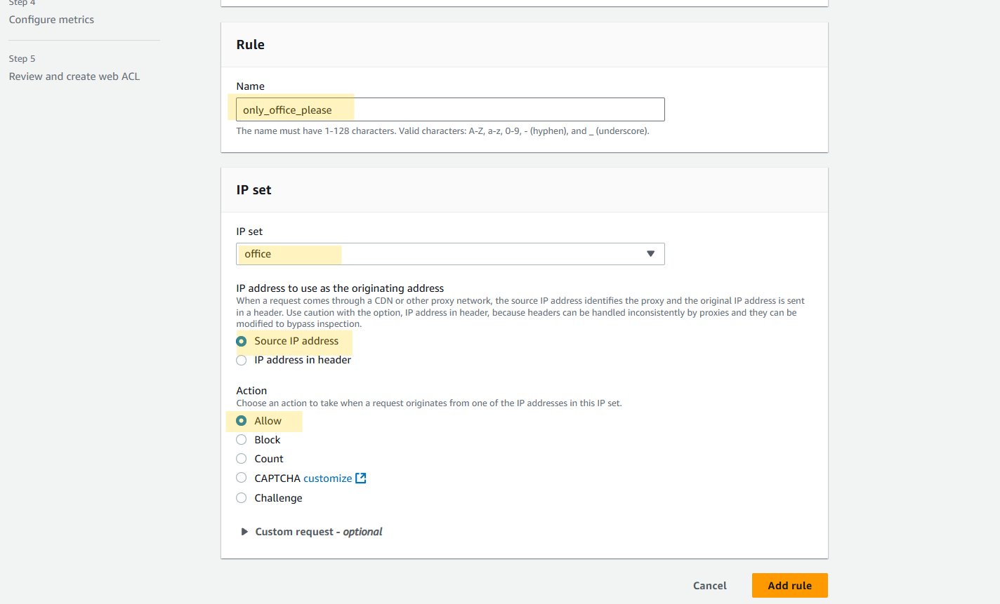 Step 4
Configure metrics
Step 5
Review and create web ACL
Rule
Name
only_office_please
The name must have 1-128 characters. Valid characters: A-Z, a-z, 0-9, - (hyphen), and _ (underscore).
IP set
IP set
office
IP address to use as the originating address
When a request comes through a CDN or other proxy network, the source IP address identifies the proxy and the original IP address is sent
in a header. Use caution with the option, IP address in header, because headers can be handled inconsistently by proxies and they can be
modified to bypass inspection.
Source IP address
IP address in header
Action
Choose an action to take when a request originates from one of the IP addresses in this IP set.
Allow
Block
Count
CAPTCHA customize
Challenge
Custom request - optional
Cancel
Add rule